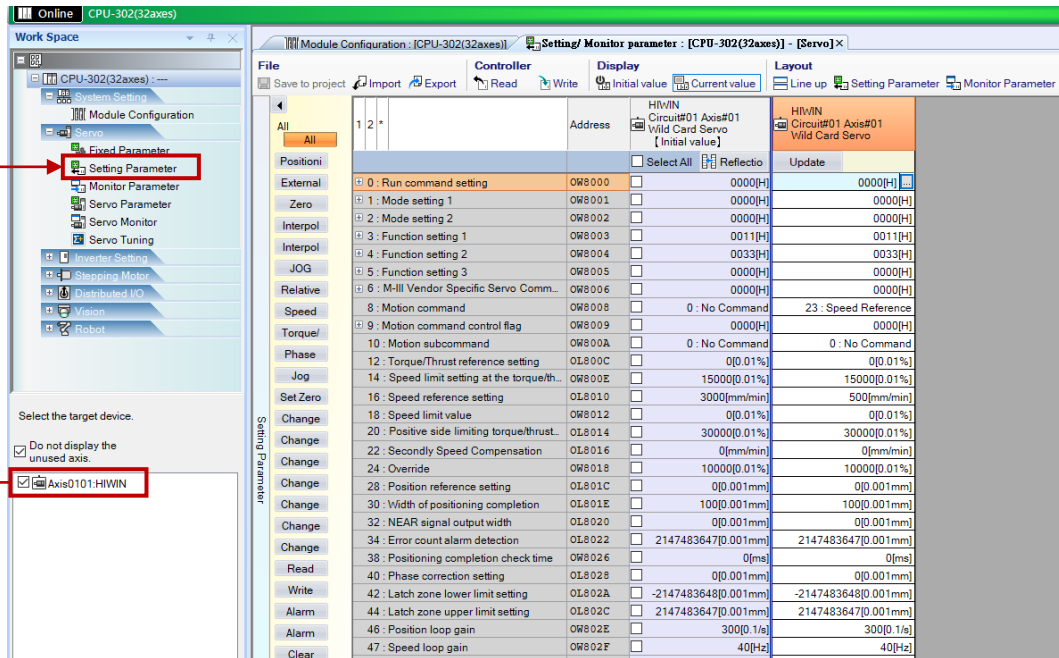 Online CPU-302(32axes)
Work Space
CPU-302(32axes) : ---
System Setting
Module Configuration
Servo
Fixed Parameter
Setting Parameter
Monitor Parameter
Servo Parameter
Servo Monitor
Servo Tuning
Inverter Setting
Stepping Motor
Distributed I/O
Vision
Robot
Select the target device.
Do not display the
unused axis.
Axis0101:HIWIN
Module Configuration : [CPU-302(32axes)] Setting/ Monitor parameter : [CPU-302(32axes)] - [Servo]
File Controller Display Layout
Save to project Import Export Read Write Initial value Current value Line up Setting Parameter Monitor Parameter
All
All
Positioni
External
Zero
Interpol
Interpol
JOG
Relative
Speed
Torque/
Phase
Jog
Set Zero
Change
Change
Change
Change
Change
Change
Change
Read
Write
Alarm
Alarm
Clear
Setting Parameter
1 2 * Address
HIWIN
Circuit#01 Axis#01
Wild Card Servo
[Initial value]
HIWIN
Circuit#01 Axis#01
Wild Card Servo
Select All Reflectio Update
0 : Run command setting OW8000 0000[H] 0000[H] ...
1 : Mode setting 1 OW8001 0000[H] 0000[H]
2 : Mode setting 2 OW8002 0000[H] 0000[H]
3 : Function setting 1 OW8003 0011[H] 0011[H]
4 : Function setting 2 OW8004 0033[H] 0033[H]
5 : Function setting 3 OW8005 0000[H] 0000[H]
6 : M-III Vendor Specific Servo Comm... OW8006 0000[H] 0000[H]
8 : Motion command OW8008 0 : No Command 23 : Speed Reference
9 : Motion command control flag OW8009 0000[H] 0000[H]
10 : Motion subcommand OW800A 0 : No Command 0 : No Command
12 : Torque/Thrust reference setting OL800C 0[0.01%] 0[0.01%]
14 : Speed limit setting at the torque/th... OW800E 15000[0.01%] 15000[0.01%]
16 : Speed reference setting OL8010 3000[mm/min] 500[mm/min]
18 : Speed limit value OW8012 0[0.01%] 0[0.01%]
20 : Positive side limiting torque/thrust... OL8014 30000[0.01%] 30000[0.01%]
22 : Secondly Speed Compensation OL8016 0[mm/min] 0[mm/min]
24 : Override OW8018 10000[0.01%] 10000[0.01%]
28 : Position reference setting OL801C 0[0.001mm] 0[0.001mm]
30 : Width of positioning completion OL801E 100[0.001mm] 100[0.001mm]
32 : NEAR signal output width OL8020 0[0.001mm] 0[0.001mm]
34 : Error count alarm detection OL8022 2147483647[0.001mm] 2147483647[0.001mm]
38 : Positioning completion check time OW8026 0[ms] 0[ms]
40 : Phase correction setting OL8028 0[0.001mm] 0[0.001mm]
42 : Latch zone lower limit setting OL802A -2147483648[0.001mm] -2147483648[0.001mm]
44 : Latch zone upper limit setting OL802C 2147483647[0.001mm] 2147483647[0.001mm]
46 : Position loop gain OW802E 300[0.1/s] 300[0.1/s]
47 : Speed loop gain OW802F 40[Hz] 40[Hz]